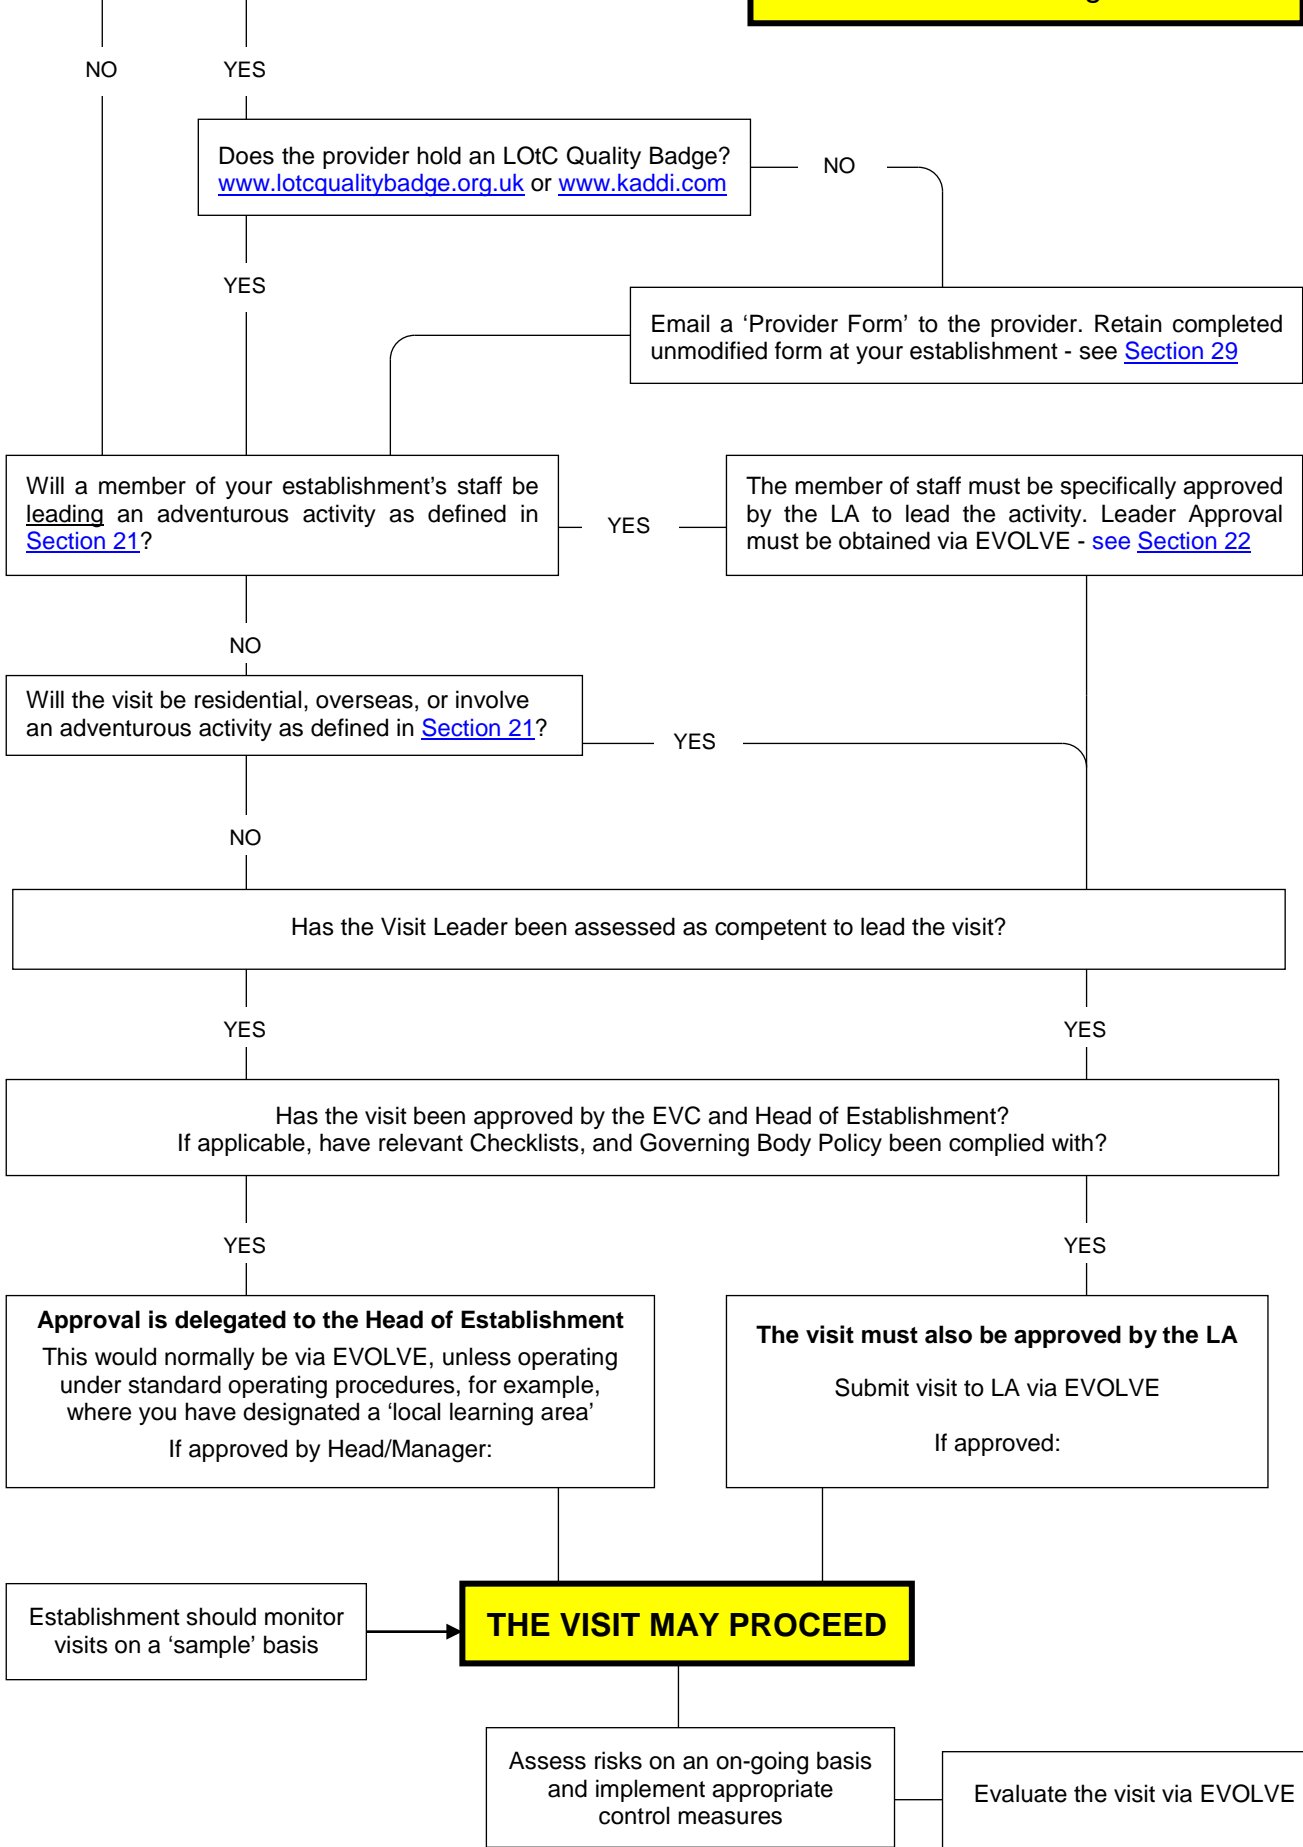 NO
YES
Does the provider hold an LOtC Quality Badge?
www.lotcqualitybadge.org.uk or www.kaddi.com
NO
YES
Email a ‘Provider Form’ to the provider. Retain completed
unmodified form at your establishment - see Section 29
Will a member of your establishment’s staff be
leading an adventurous activity as defined in
Section 21?
YES
The member of staff must be specifically approved
by the LA to lead the activity. Leader Approval
must be obtained via EVOLVE - see Section 22
NO
Will the visit be residential, overseas, or involve
an adventurous activity as defined in Section 21?
YES
NO
Has the Visit Leader been assessed as competent to lead the visit?
YES
YES
Has the visit been approved by the EVC and Head of Establishment?
If applicable, have relevant Checklists, and Governing Body Policy been complied with?
YES
YES
Approval is delegated to the Head of Establishment
This would normally be via EVOLVE, unless operating
under standard operating procedures, for example,
where you have designated a ‘local learning area’
If approved by Head/Manager:
The visit must also be approved by the LA
Submit visit to LA via EVOLVE
If approved:
Establishment should monitor
visits on a ‘sample’ basis
THE VISIT MAY PROCEED
Assess risks on an on-going basis
and implement appropriate
control measures
Evaluate the visit via EVOLVE